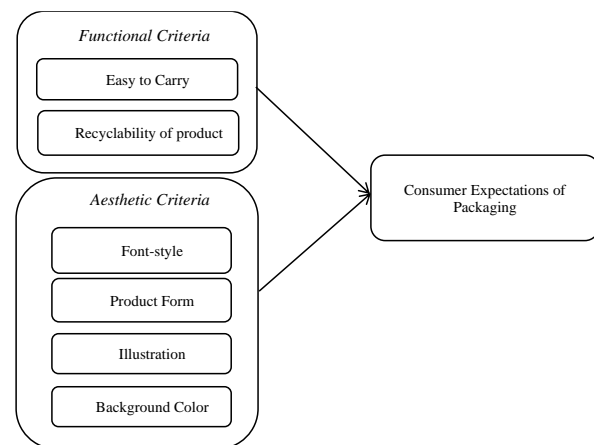 Functional Criteria
Easy to Carry
Recyclability of product
Aesthetic Criteria
Font-style
Product Form
Illustration
Background Color
Consumer Expectations of
Packaging